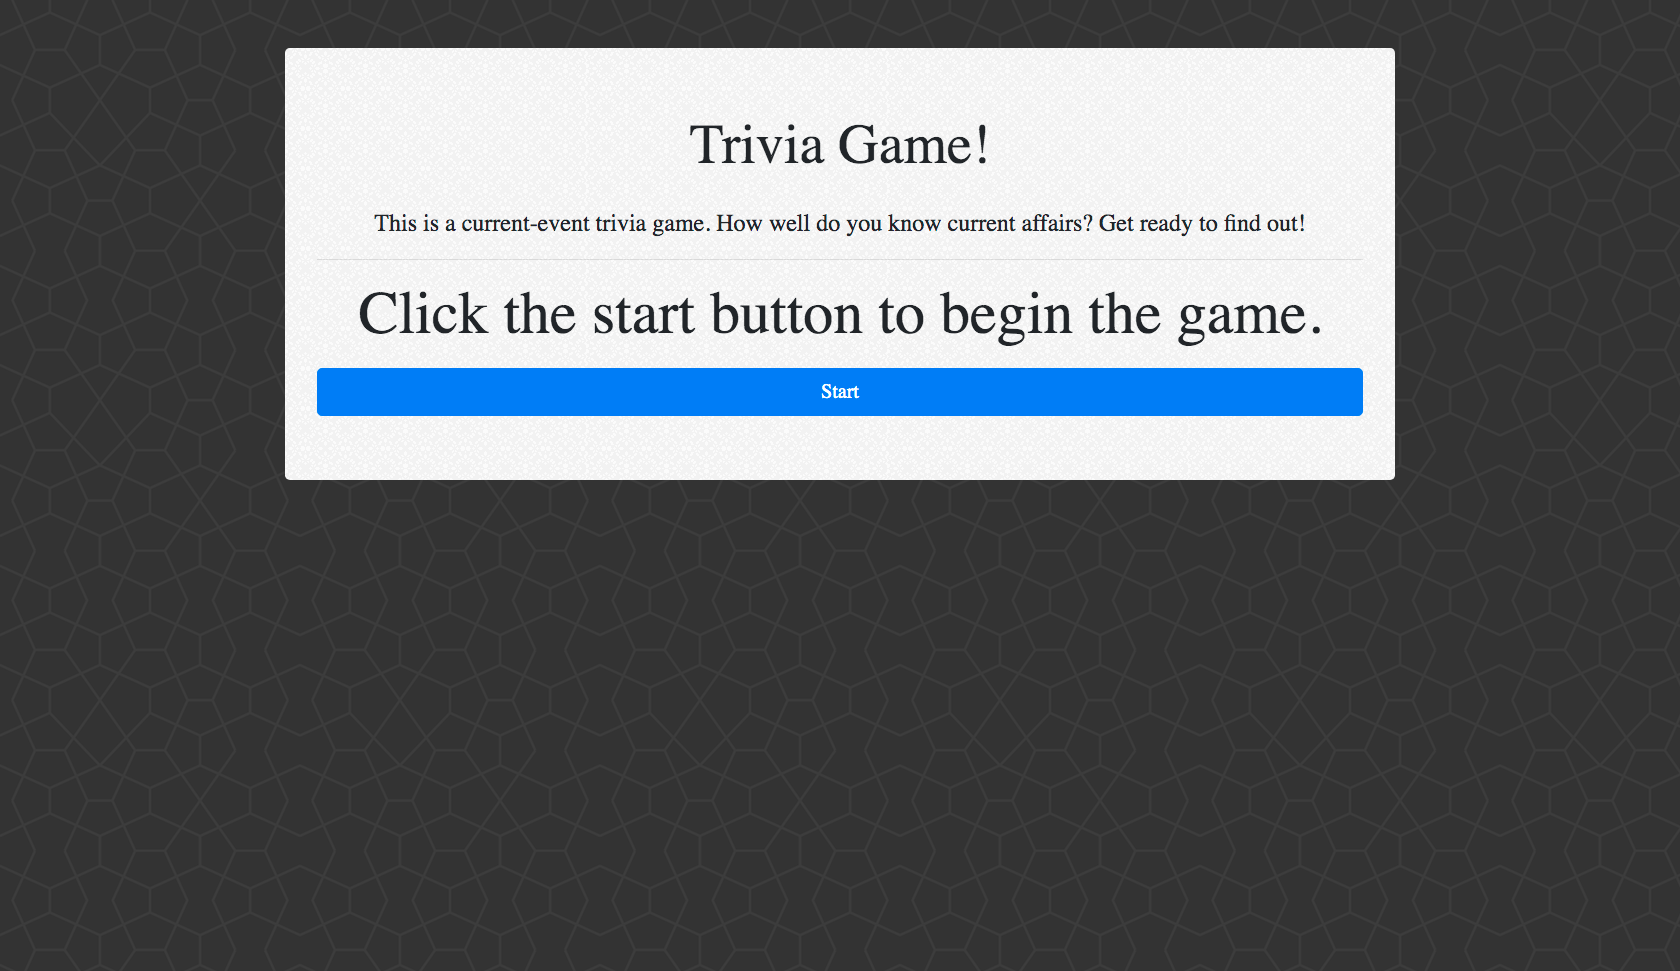 Trivia Game!
This is a current-event trivia game. How well do you know current affairs? Get ready to find out!
Click the start button to begin the game.
Start